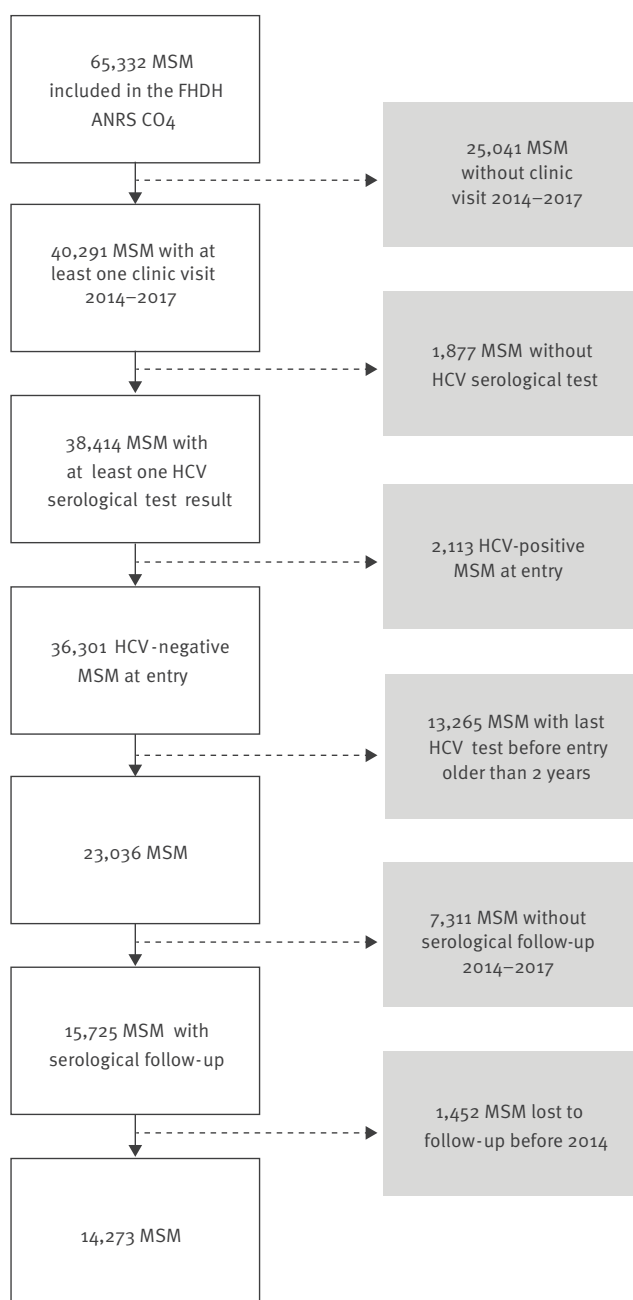 65,332 MSM
included in the FHDH
ANRS CO4
25,041 MSM
without clinic
visit 2014–2017
40,291 MSM with at
least one clinic visit
2014–2017
1,877 MSM without
HCV serological test
38,414 MSM with
at least one HCV
serological test result
2,113 HCV-positive
MSM at entry
36,301 HCV-negative
MSM at entry
13,265 MSM with last
HCV test before entry
older than 2 years
23,036 MSM
7,311 MSM without
serological follow-up
2014–2017
15,725 MSM with
serological follow-up
1,452 MSM lost to
follow-up before 2014
14,273 MSM